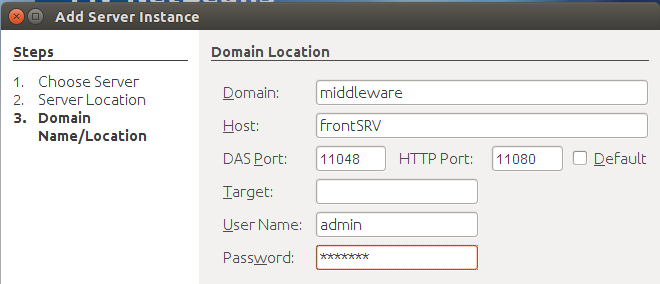 Add Server Instance
Steps
1. Choose Server
2. Server Location
3. Domain
Name/Location
Domain Location
Domain: middleware
Host: frontSRV
DAS Port: 11048 HTTP Port: 11080 Default
Target:
User Name: admin
Password: *******